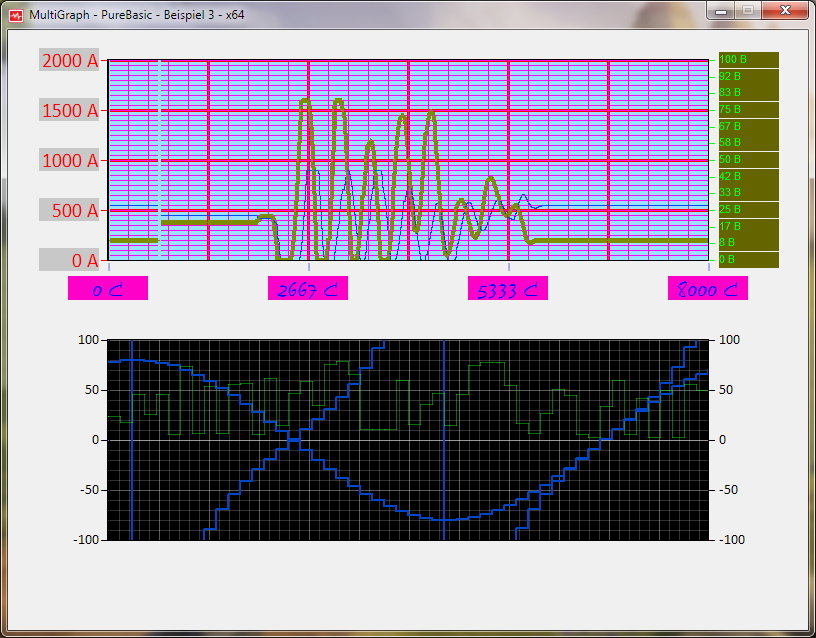 MultiGraph - PureBasic - Beispiel 3 - x64
2000 A
1500 A
1000 A
500 A
0 A
100 B
92 B
83 B
75 B
67 B
58 B
50 B
42 B
33 B
25 B
17 B
8 B
0 B
0 C 2667 C 5333 C 8000 C
100 100
50 50
0 0
-50 -50
-100 -100